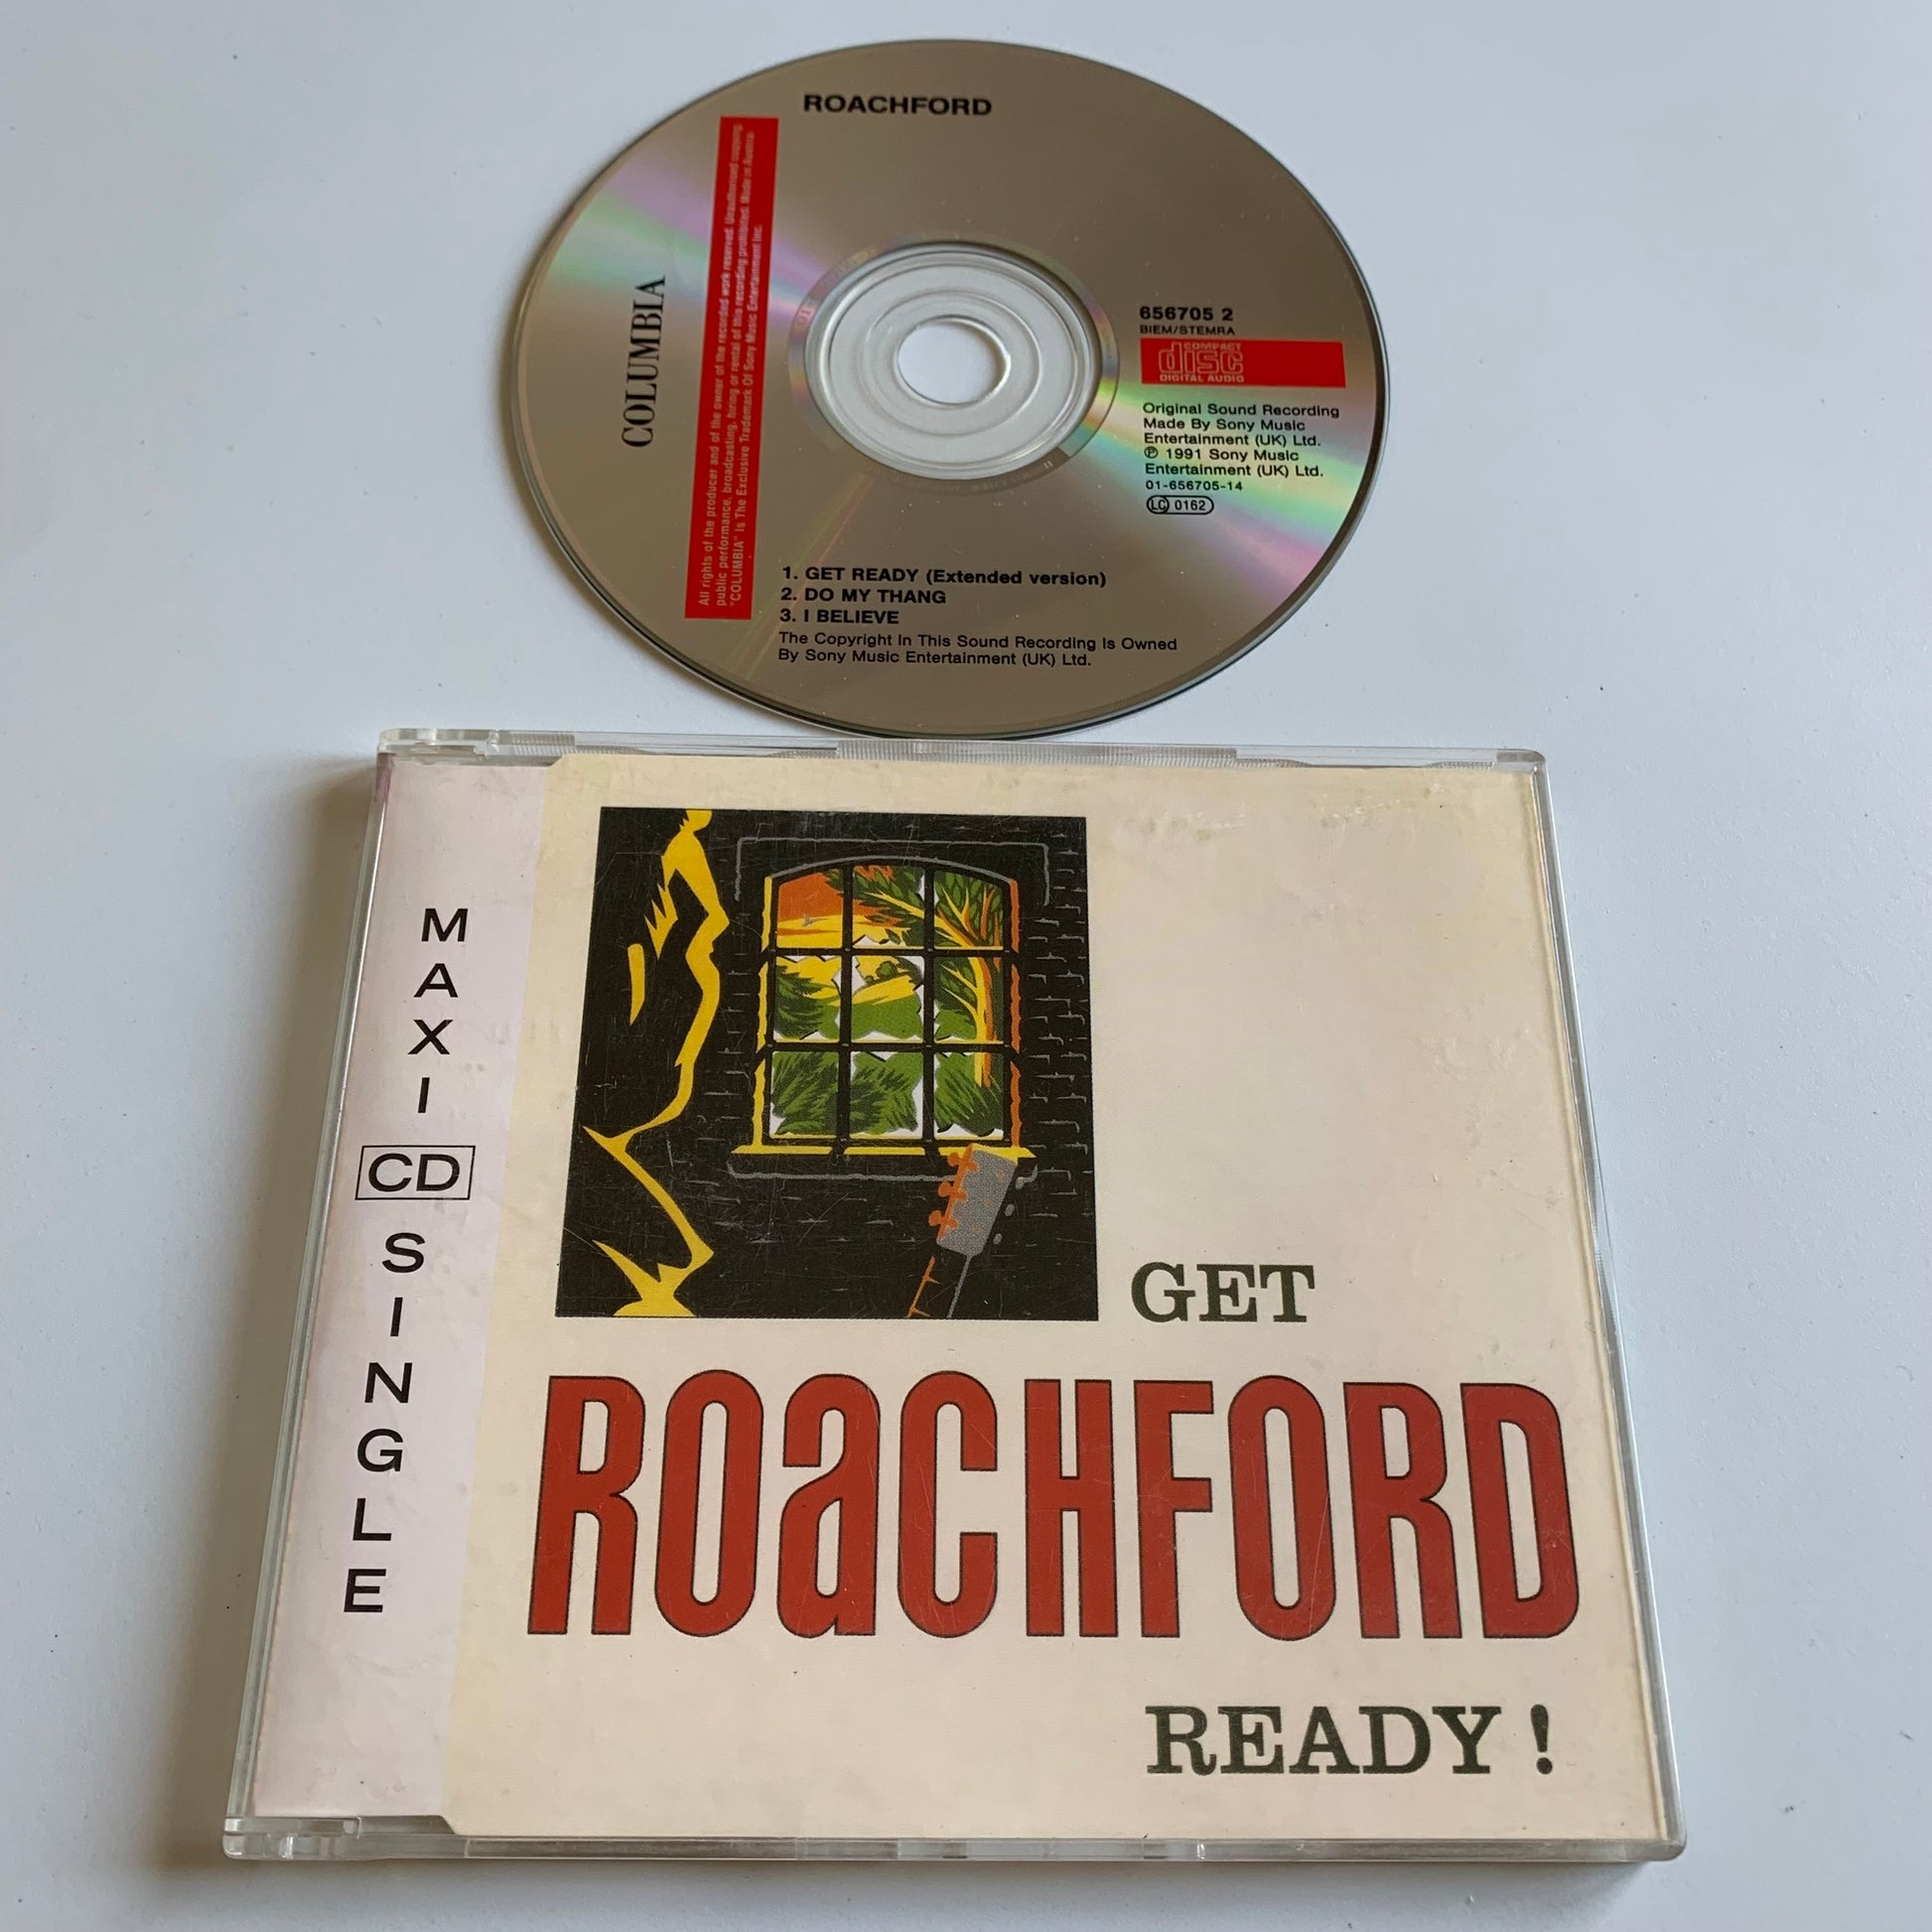 ROACHFORD
COLUMBIA
All rights of the producer and of the owner of the recorded work reserved. Unauthorised copying,
public performance, broadcasting, hiring or rental of this recording prohibited. Made in Austria.
"COLUMBIA" Is The Exclusive Trademark Of Sony Music Entertainment Inc.
656705 2
BIEM/STEMRA
COMPACT
disc
DIGITAL AUDIO
Original Sound Recording
Made By Sony Music
Entertainment (UK) Ltd.
℗ 1991 Sony Music
Entertainment (UK) Ltd.
01-656705-14
LC 0162
1. GET READY (Extended version)
2. DO MY THANG
3. I BELIEVE
The Copyright In This Sound Recording Is Owned
By Sony Music Entertainment (UK) Ltd.
MAXI CD SINGLE
GET
ROACHFORD
READY !